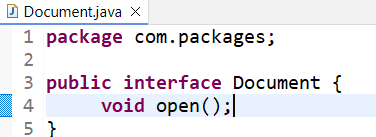 Document.java
1 package com.packages;
2
3 public interface Document {
4     void open();
5 }